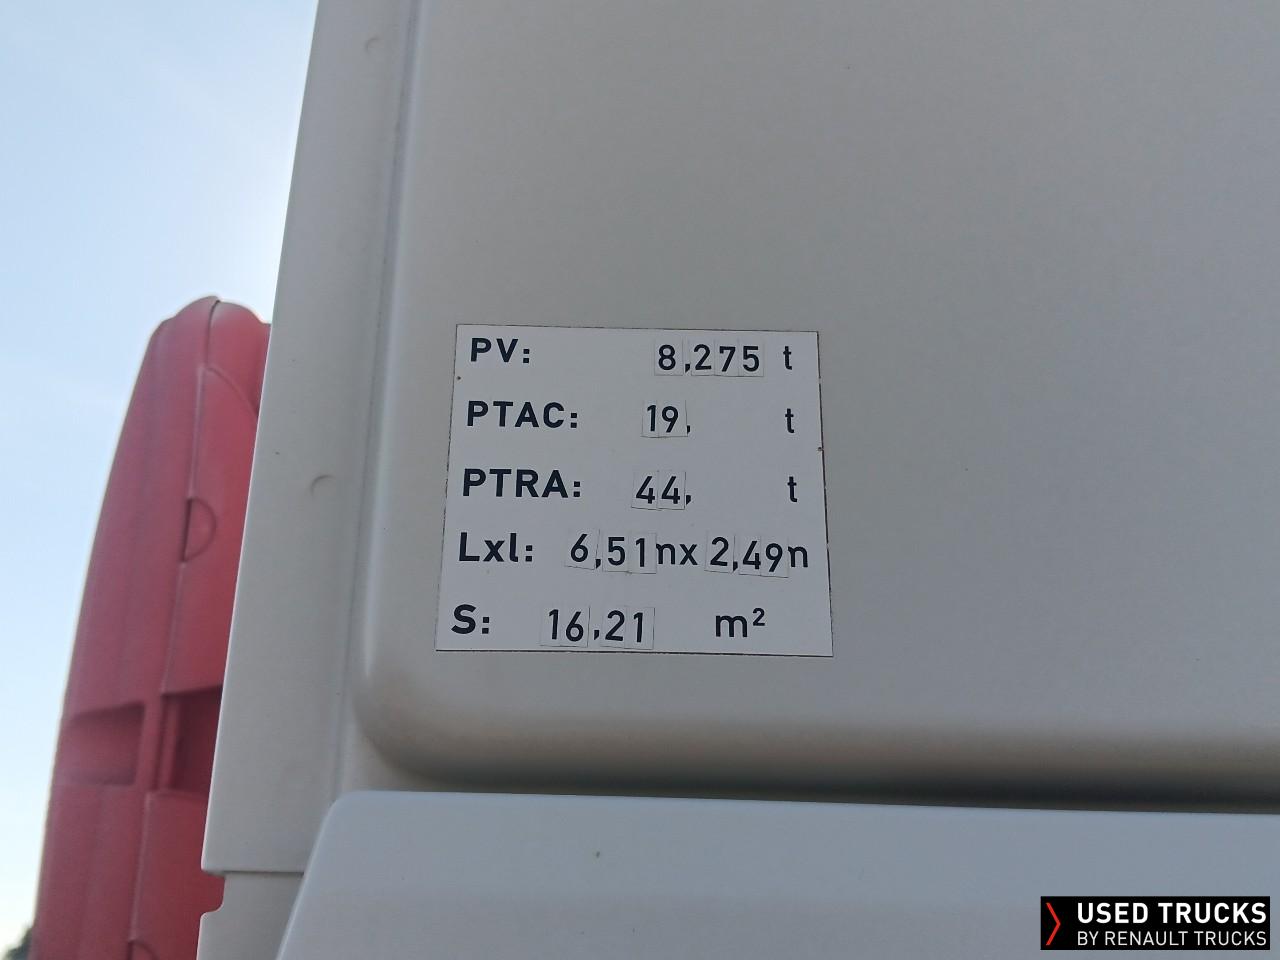 PV: 8,275 t
PTAC: 19, t
PTRA: 44, t
Lxl: 6,51nx 2,49n
S: 16,21 m²
USED TRUCKS
BY RENAULT TRUCKS